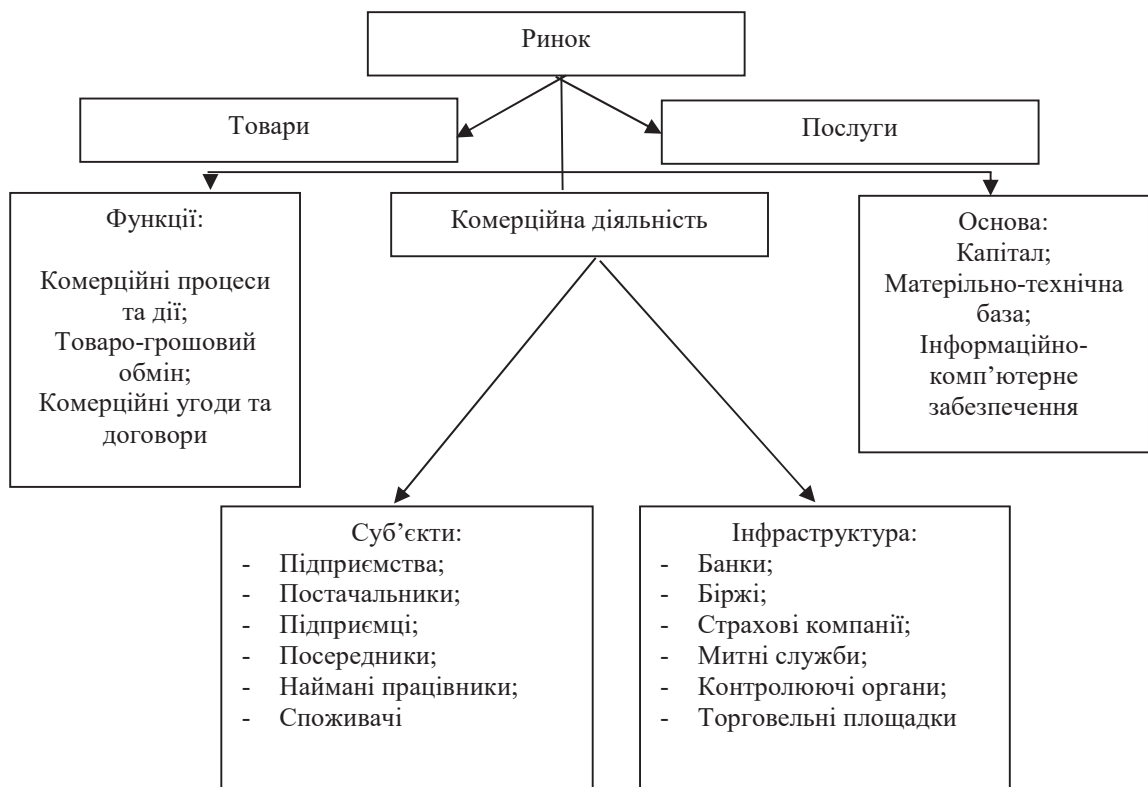 Ринок
Товари
Послуги
Функції:
Комерційні процеси
та дії;
Товаро-грошовий
обмін;
Комерційні угоди та
договори
Комерційна діяльність
Основа:
Капітал;
Матерільно-технічна
база;
Інформаційно-
комп’ютерне
забезпечення
Суб’єкти:
- Підприємства;
- Постачальники;
- Підприємці;
- Посередники;
- Наймані працівники;
- Споживачі
Інфраструктура:
- Банки;
- Біржі;
- Страхові компанії;
- Митні служби;
- Контролюючі органи;
- Торговельні площадки